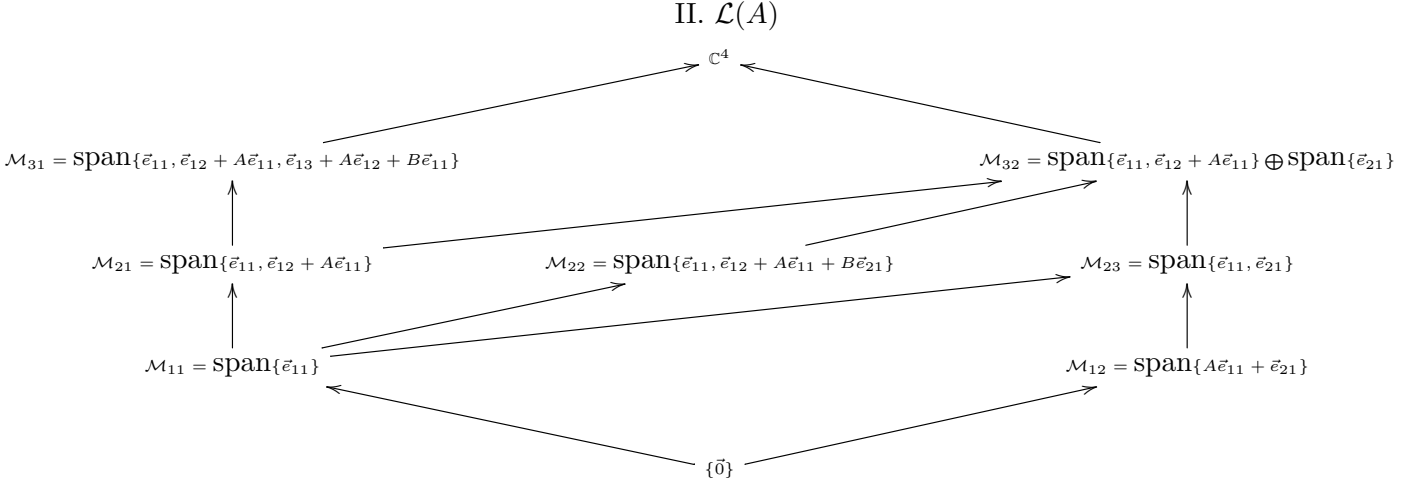 II. 𝓛(A)
ℂ⁴
ℳ₃₁ = span{e⃗₁₁, e⃗₁₂ + Ae⃗₁₁, e⃗₁₃ + Ae⃗₁₂ + Be⃗₁₁}
ℳ₃₂ = span{e⃗₁₁, e⃗₁₂ + Ae⃗₁₁} ⊕ span{e⃗₂₁}
ℳ₂₁ = span{e⃗₁₁, e⃗₁₂ + Ae⃗₁₁}
ℳ₂₂ = span{e⃗₁₁, e⃗₁₂ + Ae⃗₁₁ + Be⃗₂₁}
ℳ₂₃ = span{e⃗₁₁, e⃗₂₁}
ℳ₁₁ = span{e⃗₁₁}
ℳ₁₂ = span{Ae⃗₁₁ + e⃗₂₁}
{0⃗}